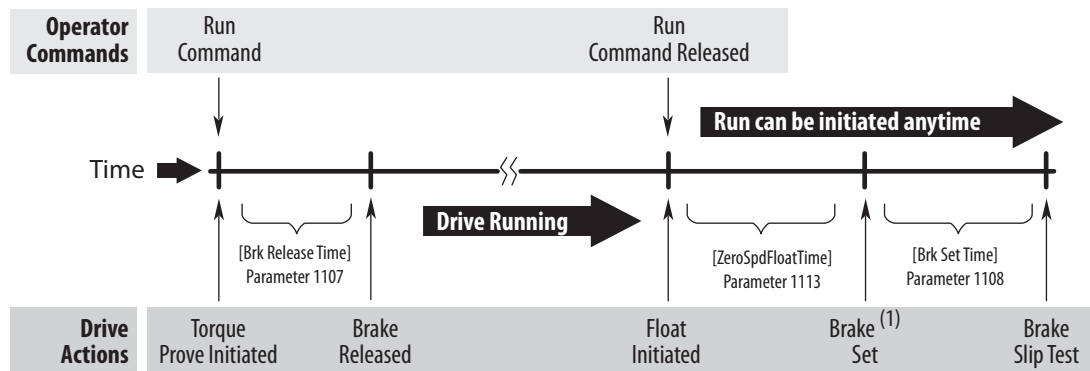 Operator
Commands
Run
Command
Run
Command Released
Run can be initiated anytime
Time
Drive Running
[Brk Release Time]
Parameter 1107
[ZeroSpdFloatTime]
Parameter 1113
[Brk Set Time]
Parameter 1108
Drive
Actions
Torque
Prove Initiated
Brake
Released
Float
Initiated
Brake (1)
Set
Brake
Slip Test